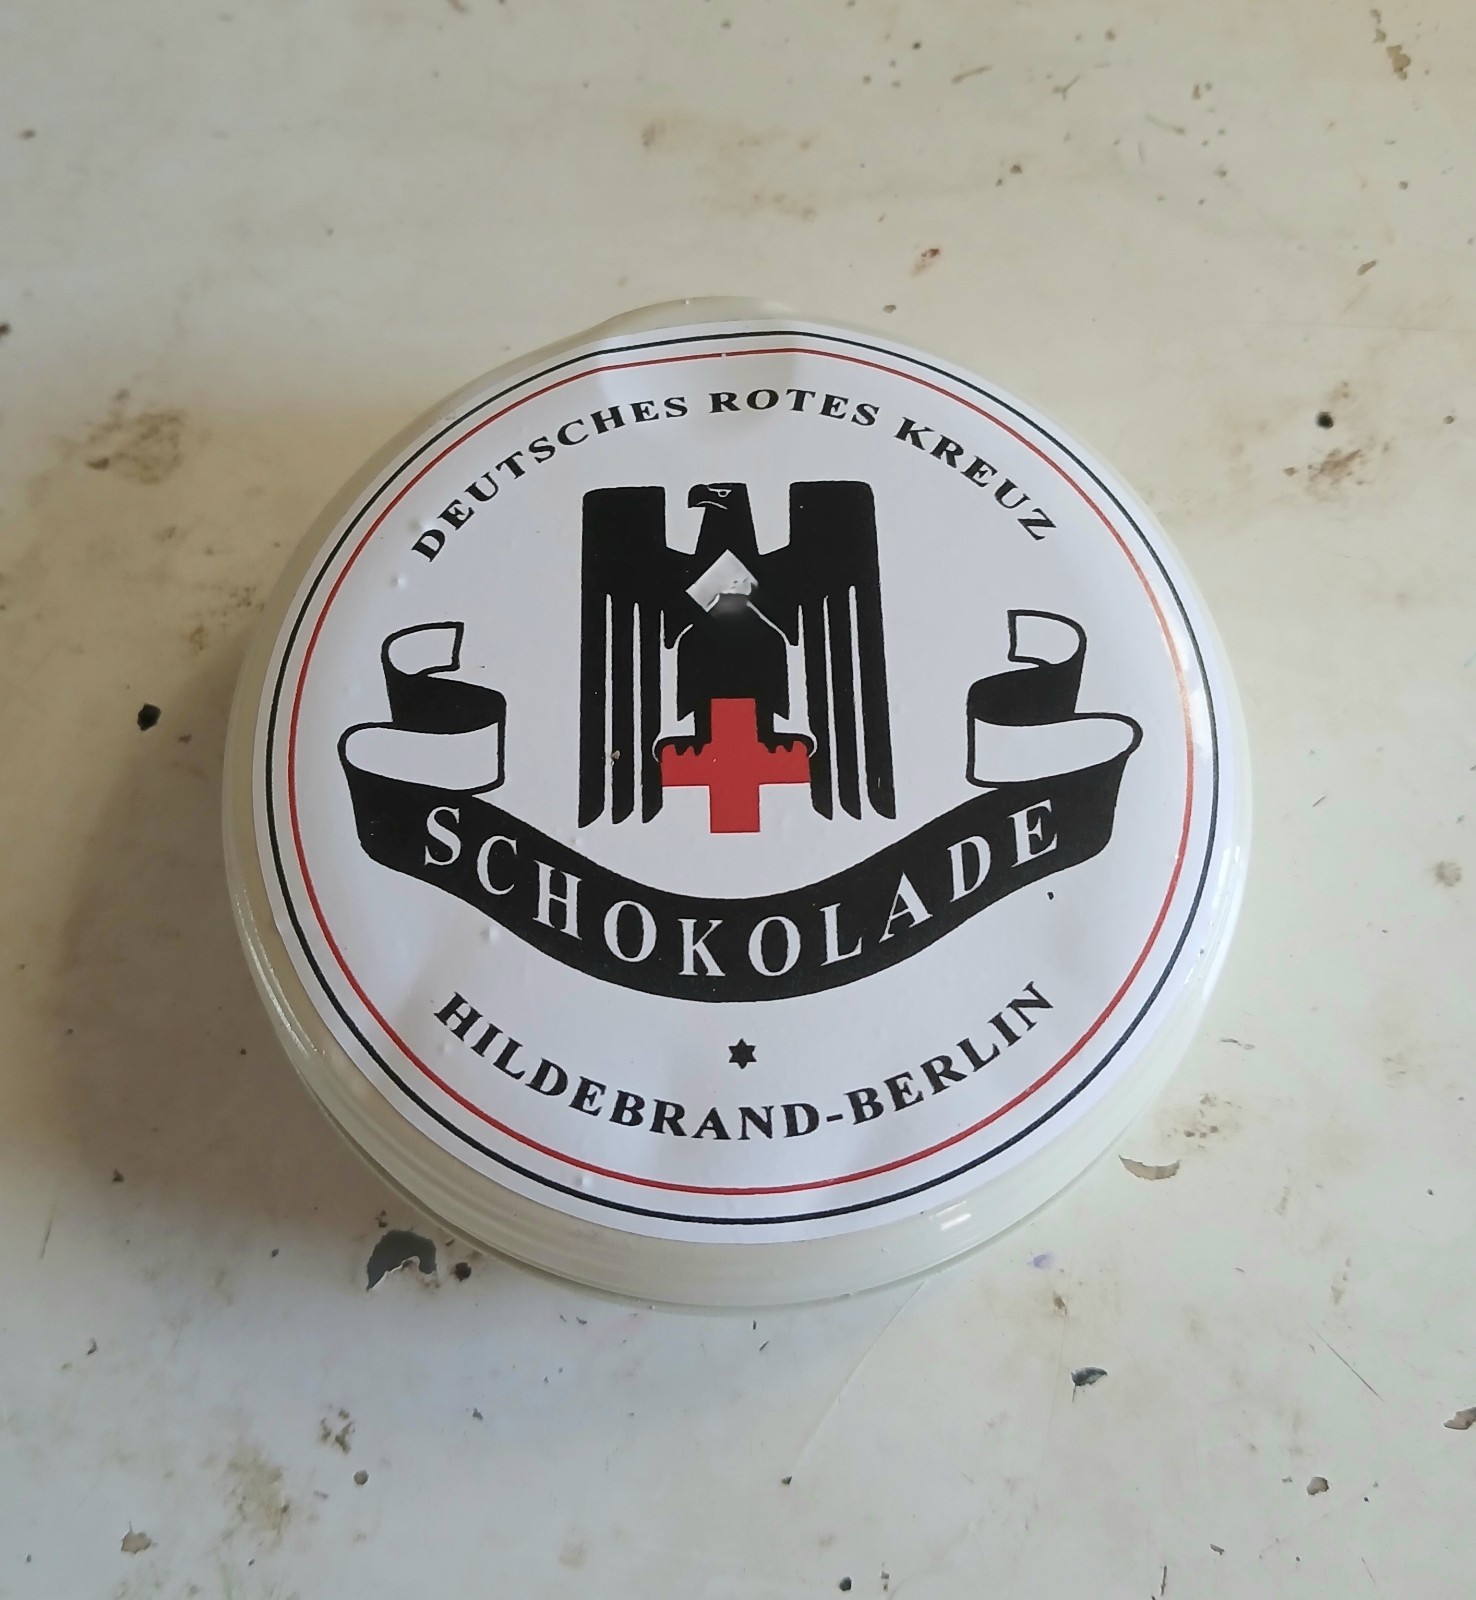 DEUTSCHES ROTES KREUZ
SCHOKOLADE
HILDEBRAND-BERLIN